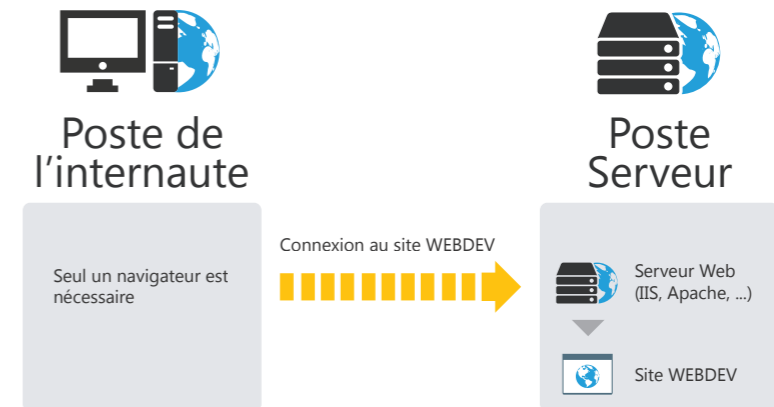 Poste de
l'internaute
Poste
Serveur
Seul un navigateur est
nécessaire
Connexion au site WEBDEV
Serveur Web
(IIS, Apache, ...)
Site WEBDEV